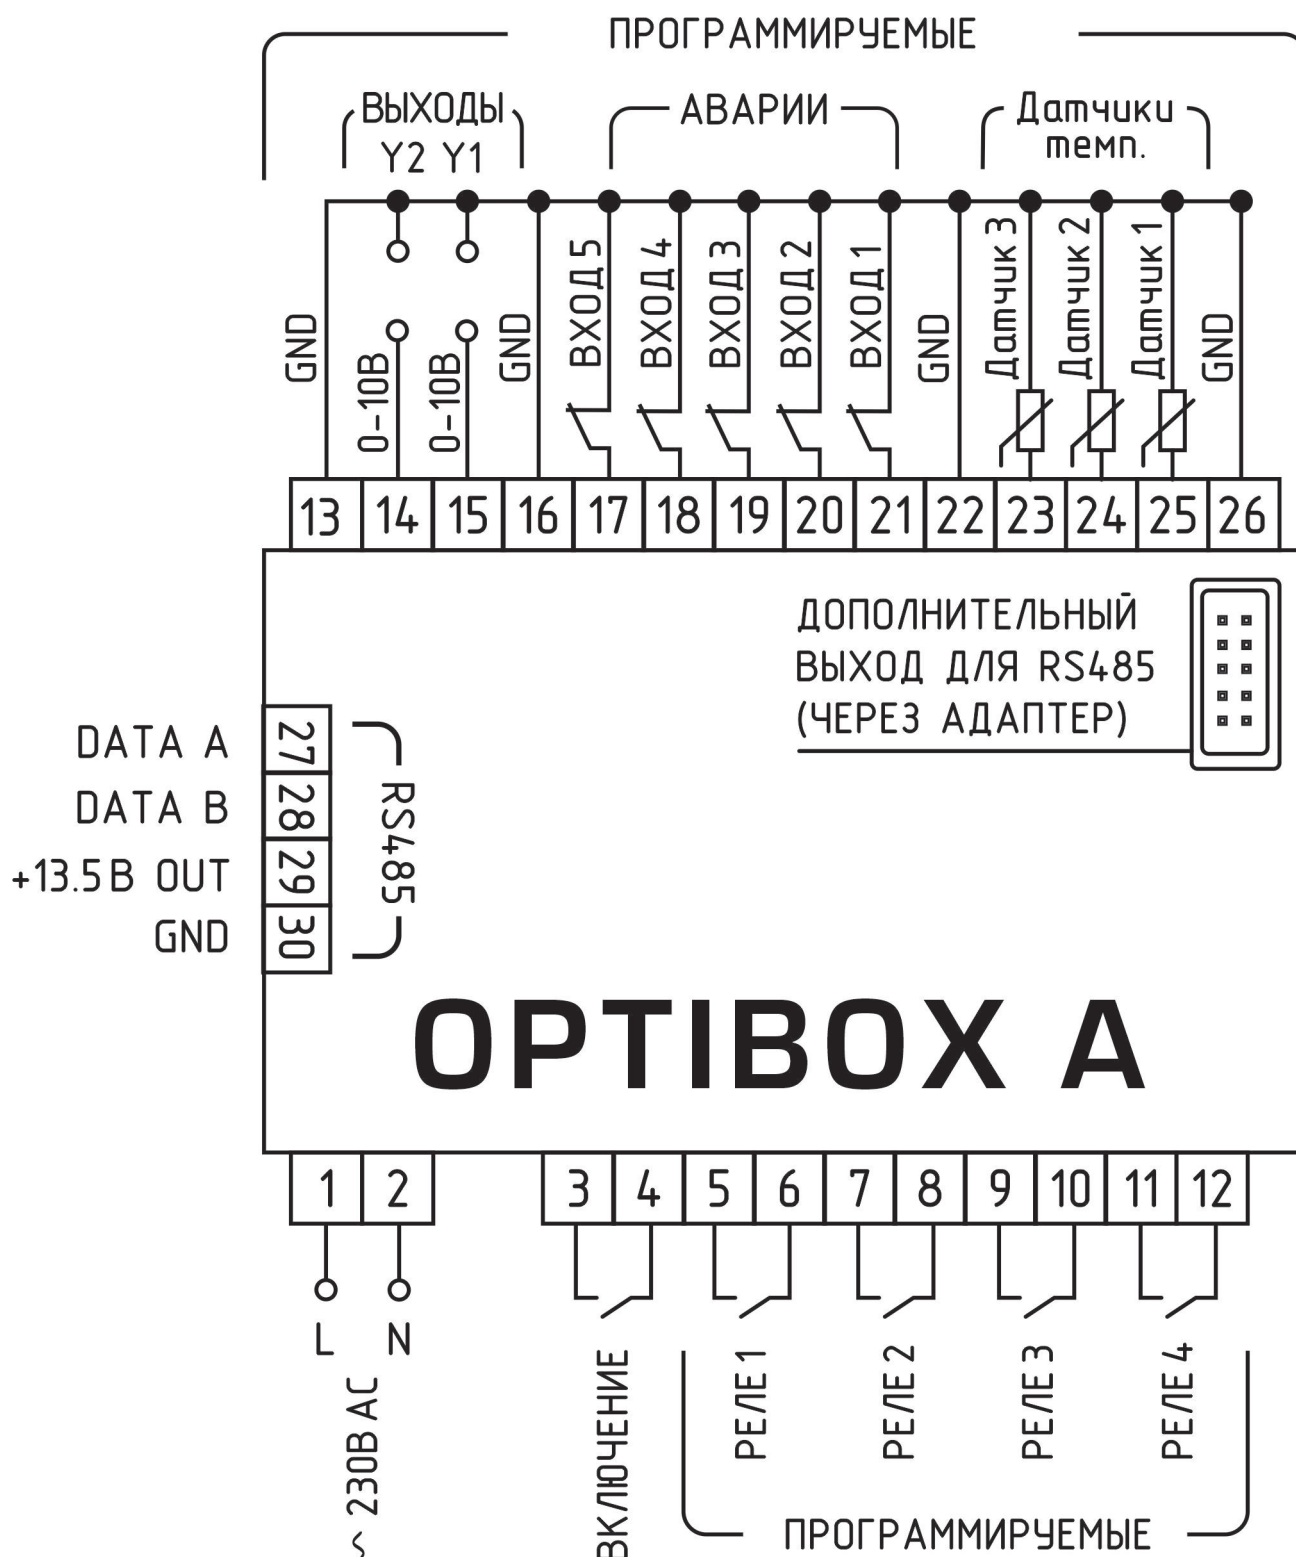 ПРОГРАММИРУЕМЫЕ
ВЫХОДЫ
Y2 Y1
АВАРИИ
Датчики
темп.
GND
0-10В
0-10В
GND
ВХОД 5
ВХОД 4
ВХОД 3
ВХОД 2
ВХОД 1
GND
Датчик 3
Датчик 2
Датчик 1
GND
13 14 15 16 17 18 19 20 21 22 23 24 25 26
ДОПОЛНИТЕЛЬНЫЙ
ВЫХОД ДЛЯ RS485
(ЧЕРЕЗ АДАПТЕР)
DATA A 27
DATA B 28
+13.5В OUT 29
GND 30
RS485
OPTIBOX A
1 2 3 4 5 6 7 8 9 10 11 12
L N
~ 230В AC
ВКЛЮЧЕНИЕ
РЕЛЕ 1
РЕЛЕ 2
РЕЛЕ 3
РЕЛЕ 4
ПРОГРАММИРУЕМЫЕ